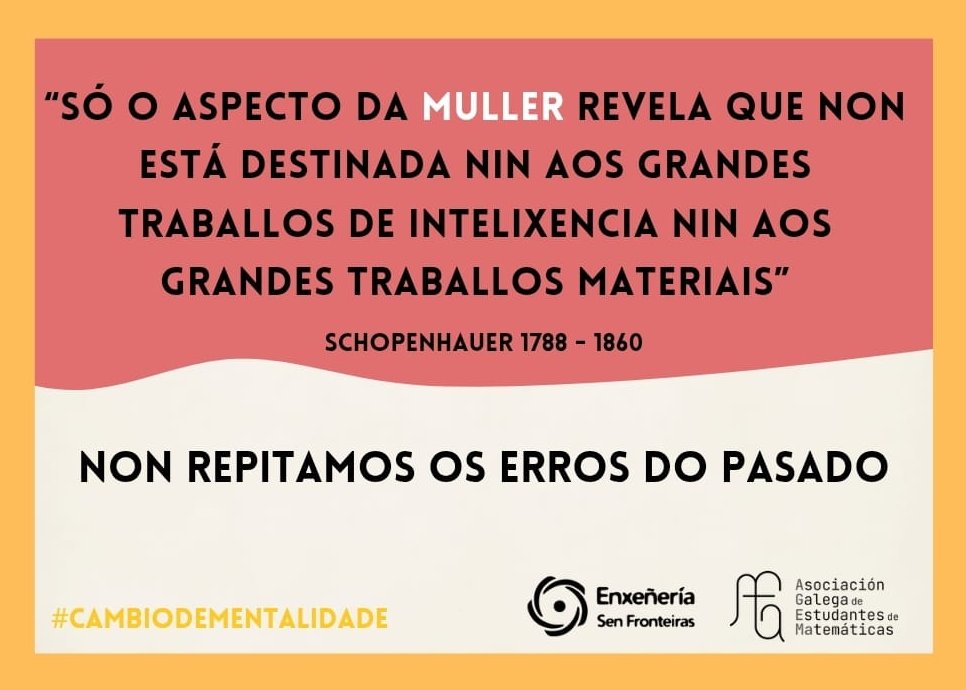 “SÓ O ASPECTO DA MULLER REVELA QUE NON
ESTÁ DESTINADA NIN AOS GRANDES
TRABALLOS DE INTELIXENCIA NIN AOS
GRANDES TRABALLOS MATERIAIS”
SCHOPENHAUER 1788 - 1860
NON REPITAMOS OS ERROS DO PASADO
#CAMBIODEMENTALIDADE
Enxeñería
Sen Fronteiras
Asociación
Galega de
Estudantes de
Matemáticas